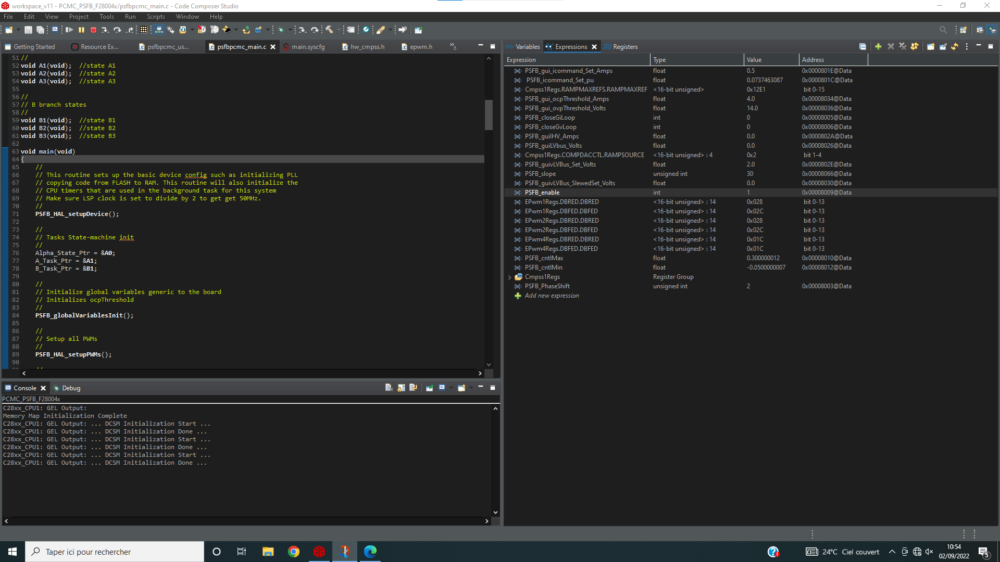 workspace_v11 - PCMC_PSFB_F28004x/psfbpcmc_main.c - Code Composer Studio
File Edit View Project Tools Run Scripts Window Help
Getting Started Resource Ex... psfbpcmc_us... psfbpcmc_main.c main.syscfg hw_cmpss.h epwm.h »6
51 //
52 void A1(void);  //state A1
53 void A2(void);  //state A2
54 void A3(void);  //state A3
55
56 //
57 // B branch states
58 //
59 void B1(void);  //state B1
60 void B2(void);  //state B2
61 void B3(void);  //state B3
62
63 void main(void)
64 {
65     //
66     // This routine sets up the basic device config such as initializing PLL
67     // copying code from FLASH to RAM. This routine will also initialize the
68     // CPU timers that are used in the background task for this system
69     // Make sure LSP clock is set to divide by 2 to get get 50MHz.
70     //
71     PSFB_HAL_setupDevice();
72
73     //
74     // Tasks State-machine init
75     //
76     Alpha_State_Ptr = &A0;
77     A_Task_Ptr = &A1;
78     B_Task_Ptr = &B1;
79
80     //
81     // Initialize global variables generic to the board
82     // Initializes ocpThreshold
83     //
84     PSFB_globalVariablesInit();
85
86     //
87     // Setup all PWMs
88     //
89     PSFB_HAL_setupPWMs();
90
91     //
Console Debug
PCMC_PSFB_F28004x
C28xx_CPU1: GEL Output:
Memory Map Initialization Complete
C28xx_CPU1: GEL Output: ... DCSM Initialization Start ...
C28xx_CPU1: GEL Output: ... DCSM Initialization Done ...
C28xx_CPU1: GEL Output: ... DCSM Initialization Start ...
C28xx_CPU1: GEL Output: ... DCSM Initialization Done ...
C28xx_CPU1: GEL Output: ... DCSM Initialization Start ...
C28xx_CPU1: GEL Output: ... DCSM Initialization Done ...
(x)= Variables Expressions Registers
Expression Type Value Address
PSFB_gui_icommand_Set_Amps float 0.5 0x0000801E@Data
PSFB_icommand_Set_pu float 0.0737463087 0x0000801C@Data
Cmpss1Regs.RAMPMAXREFS.RAMPMAXREF <16-bit unsigned> 0x12E1 bit 0-15
PSFB_gui_ocpThreshold_Amps float 4.0 0x00008034@Data
PSFB_gui_ovpThreshold_Volts float 14.0 0x00008036@Data
PSFB_closeGiLoop int 0 0x00008005@Data
PSFB_closeGvLoop int 0 0x00008006@Data
PSFB_guiIHV_Amps float 0.0 0x0000802A@Data
PSFB_guiLVbus_Volts float 0.0 0x00008026@Data
Cmpss1Regs.COMPDACCTL.RAMPSOURCE <16-bit unsigned> : 4 0x2 bit 1-4
PSFB_guivLVBus_Set_Volts float 2.0 0x0000802E@Data
PSFB_slope unsigned int 30 0x00008066@Data
PSFB_guivLVBus_SlewedSet_Volts float 0.0 0x00008030@Data
PSFB_enable int 1 0x00008009@Data
EPwm1Regs.DBRED.DBRED <16-bit unsigned> : 14 0x028 bit 0-13
EPwm1Regs.DBFED.DBFED <16-bit unsigned> : 14 0x02C bit 0-13
EPwm2Regs.DBRED.DBRED <16-bit unsigned> : 14 0x028 bit 0-13
EPwm2Regs.DBFED.DBFED <16-bit unsigned> : 14 0x02C bit 0-13
EPwm4Regs.DBRED.DBRED <16-bit unsigned> : 14 0x01C bit 0-13
EPwm4Regs.DBFED.DBFED <16-bit unsigned> : 14 0x01C bit 0-13
PSFB_cntlMax float 0.300000012 0x00008010@Data
PSFB_cntlMin float -0.0500000007 0x00008012@Data
Cmpss1Regs Register Group
PSFB_PhaseShift unsigned int 2 0x00008003@Data
Add new expression
Taper ici pour rechercher
24°C Ciel couvert
10:54
02/09/2022
5